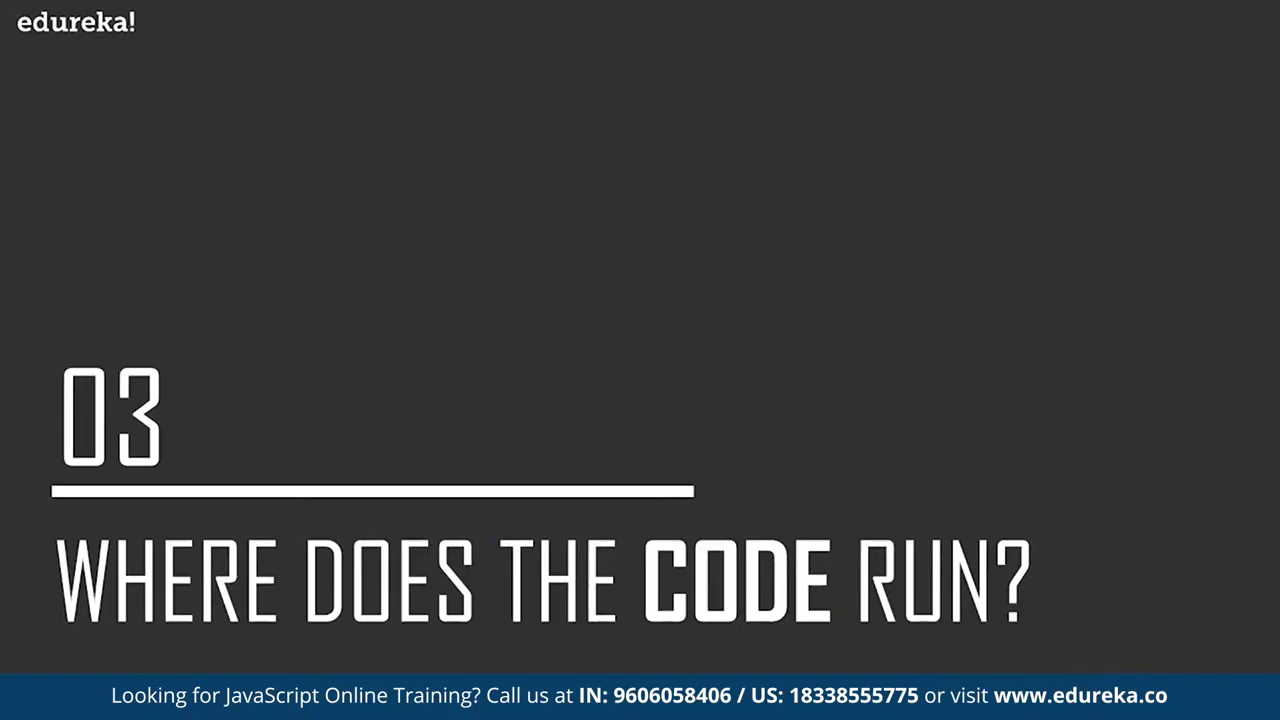 edureka!
03
WHERE DOES THE CODE RUN?
Looking for JavaScript Online Training? Call us at IN: 9606058406 / US: 18338555775 or visit www.edureka.co